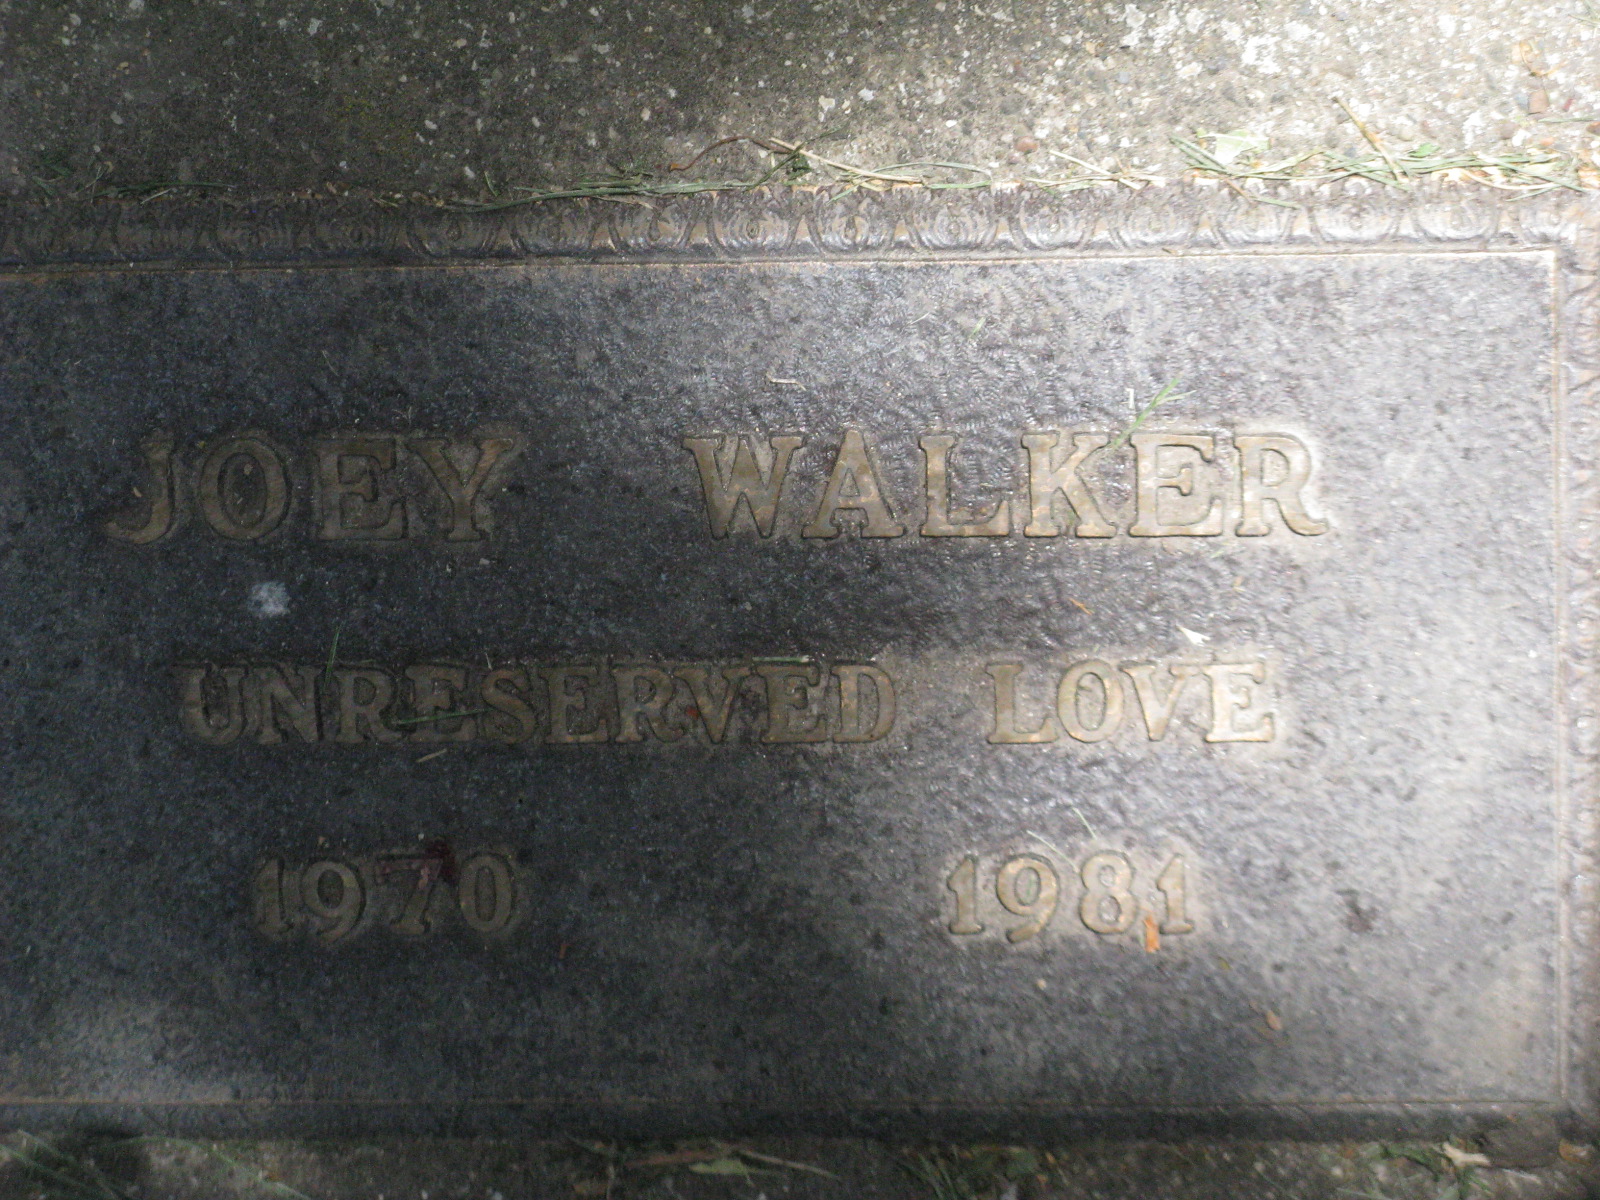 JOEY WALKER
UNRESERVED LOVE
1970 1981